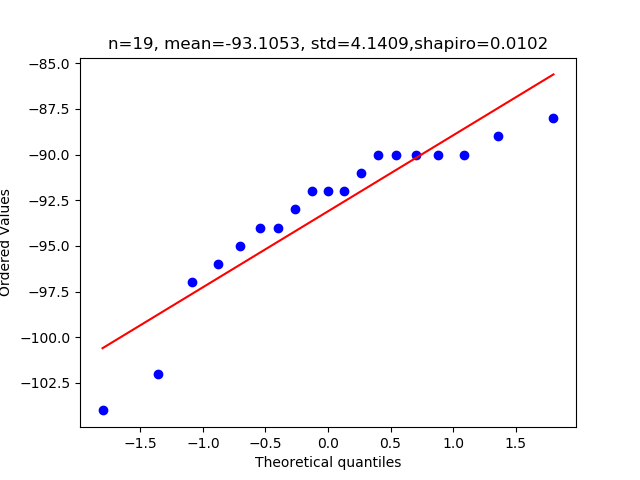 n=19, mean=-93.1053, std=4.1409,shapiro=0.0102
Ordered Values
−85.0
−87.5
−90.0
−92.5
−95.0
−97.5
−100.0
−102.5
−1.5 −1.0 −0.5 0.0 0.5 1.0 1.5
Theoretical quantiles